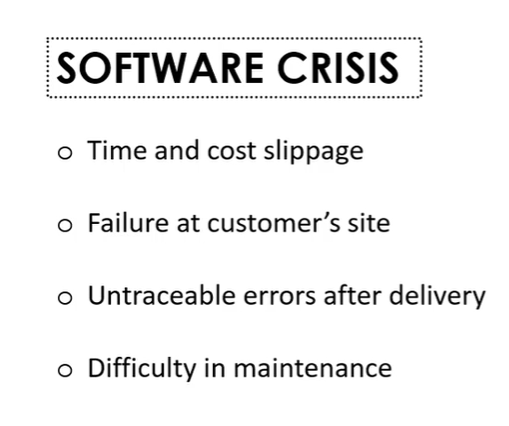 SOFTWARE CRISIS
o Time and cost slippage
o Failure at customer’s site
o Untraceable errors after delivery
o Difficulty in maintenance